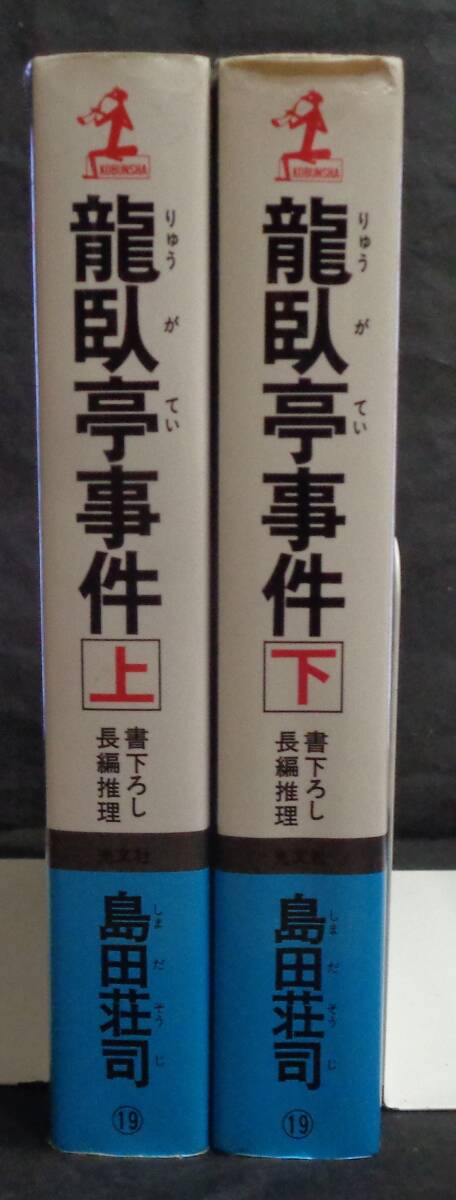 KOBUNSHA
龍臥亭事件
りゅうがてい
上
書下ろし
長編推理
光文社
島田荘司
しまだそうじ
⑲
KOBUNSHA
龍臥亭事件
りゅうがてい
下
書下ろし
長編推理
光文社
島田荘司
しまだそうじ
⑲